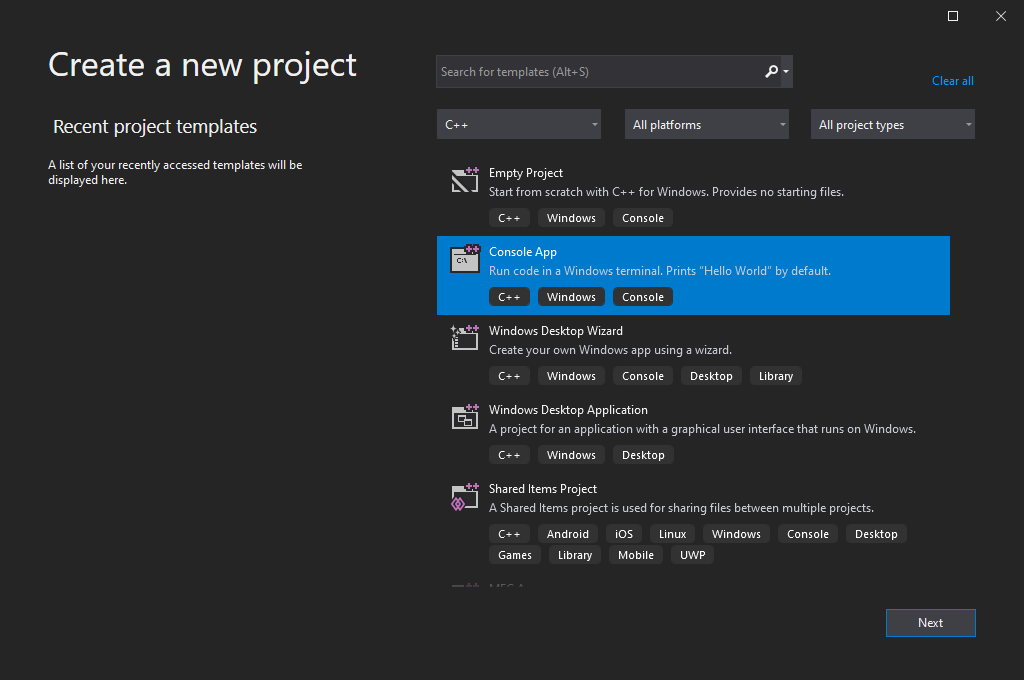 Create a new project
Recent project templates
A list of your recently accessed templates will be
displayed here.
Search for templates (Alt+S)
Clear all
C++
All platforms
All project types
Empty Project
Start from scratch with C++ for Windows. Provides no starting files.
C++ Windows Console
Console App
C:\
Run code in a Windows terminal. Prints "Hello World" by default.
C++ Windows Console
Windows Desktop Wizard
Create your own Windows app using a wizard.
C++ Windows Console Desktop Library
Windows Desktop Application
A project for an application with a graphical user interface that runs on Windows.
C++ Windows Desktop
Shared Items Project
A Shared Items project is used for sharing files between multiple projects.
C++ Android iOS Linux Windows Console Desktop
Games Library Mobile UWP
Next